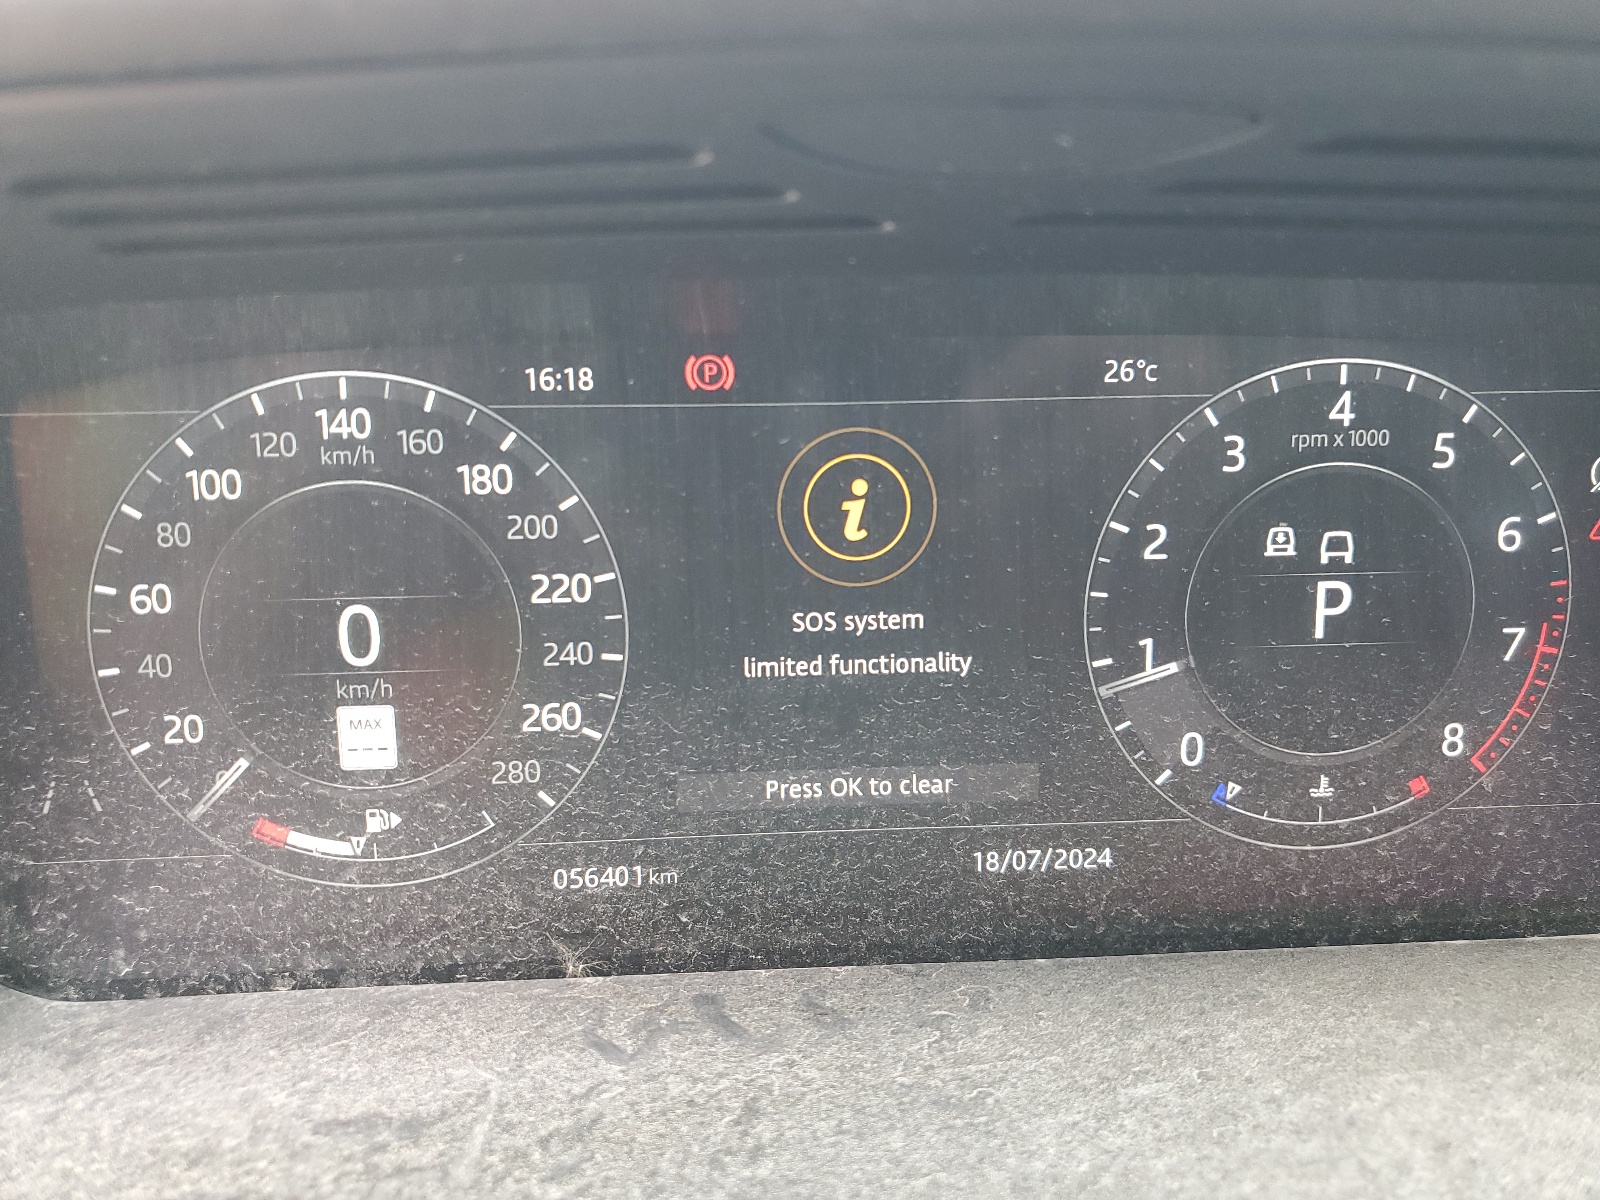 16:18
P
26°c
20
40
60
80
100
120
140
km/h
160
180
200
220
240
260
280
0
km/h
MAX
---
i
SOS system
limited functionality
Press OK to clear
0
1
2
3
4
rpm x 1000
5
6
7
8
P
056401 km
18/07/2024